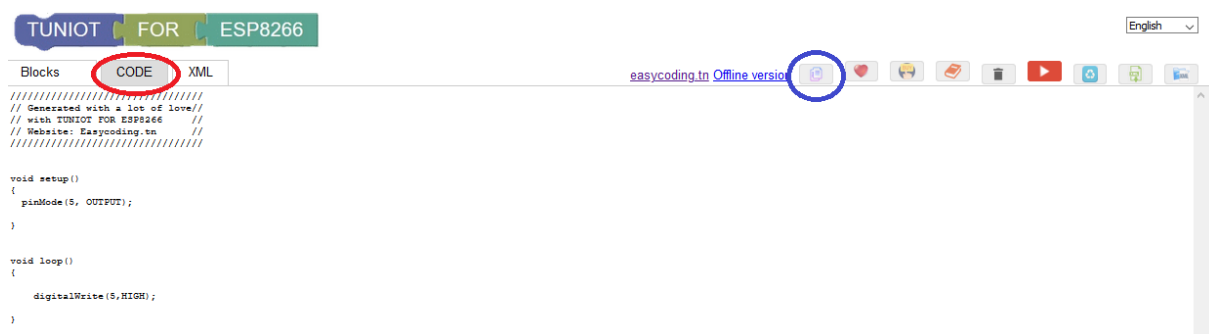 TUNIOT FOR ESP8266
English
Blocks CODE XML
easycoding.tn Offline version
//////////////////////////////////
// Generated with a lot of love//
// with TUNIOT FOR ESP8266     //
// Website: Easycoding.tn      //
//////////////////////////////////
void setup()
{
pinMode(5, OUTPUT);
}
void loop()
{
digitalWrite(5,HIGH);
}